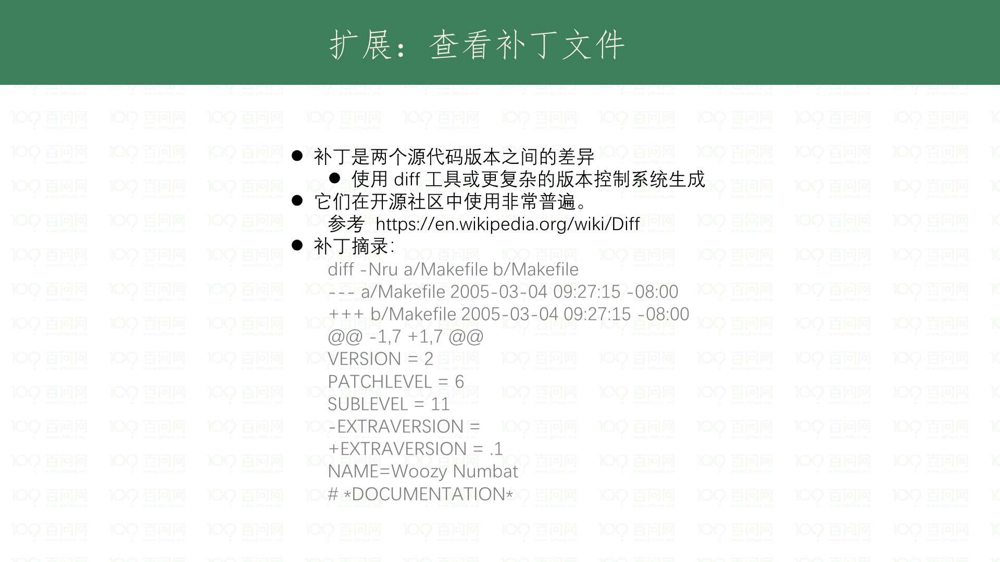 扩展：查看补丁文件
● 补丁是两个源代码版本之间的差异
● 使用 diff 工具或更复杂的版本控制系统生成
● 它们在开源社区中使用非常普遍。
参考 https://en.wikipedia.org/wiki/Diff
● 补丁摘录：
diff -Nru a/Makefile b/Makefile
--- a/Makefile 2005-03-04 09:27:15 -08:00
+++ b/Makefile 2005-03-04 09:27:15 -08:00
@@ -1,7 +1,7 @@
VERSION = 2
PATCHLEVEL = 6
SUBLEVEL = 11
-EXTRAVERSION =
+EXTRAVERSION = .1
NAME=Woozy Numbat
# *DOCUMENTATION*